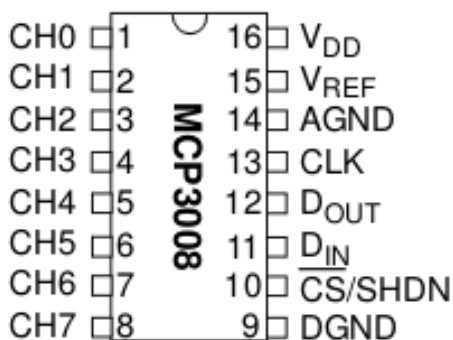 CH0 1 16 VDD
CH1 2 15 VREF
CH2 3 14 AGND
CH3 4 13 CLK
CH4 5 12 DOUT
CH5 6 11 DIN
CH6 7 10 C̅S̅/SHDN
CH7 8 9 DGND
MCP3008